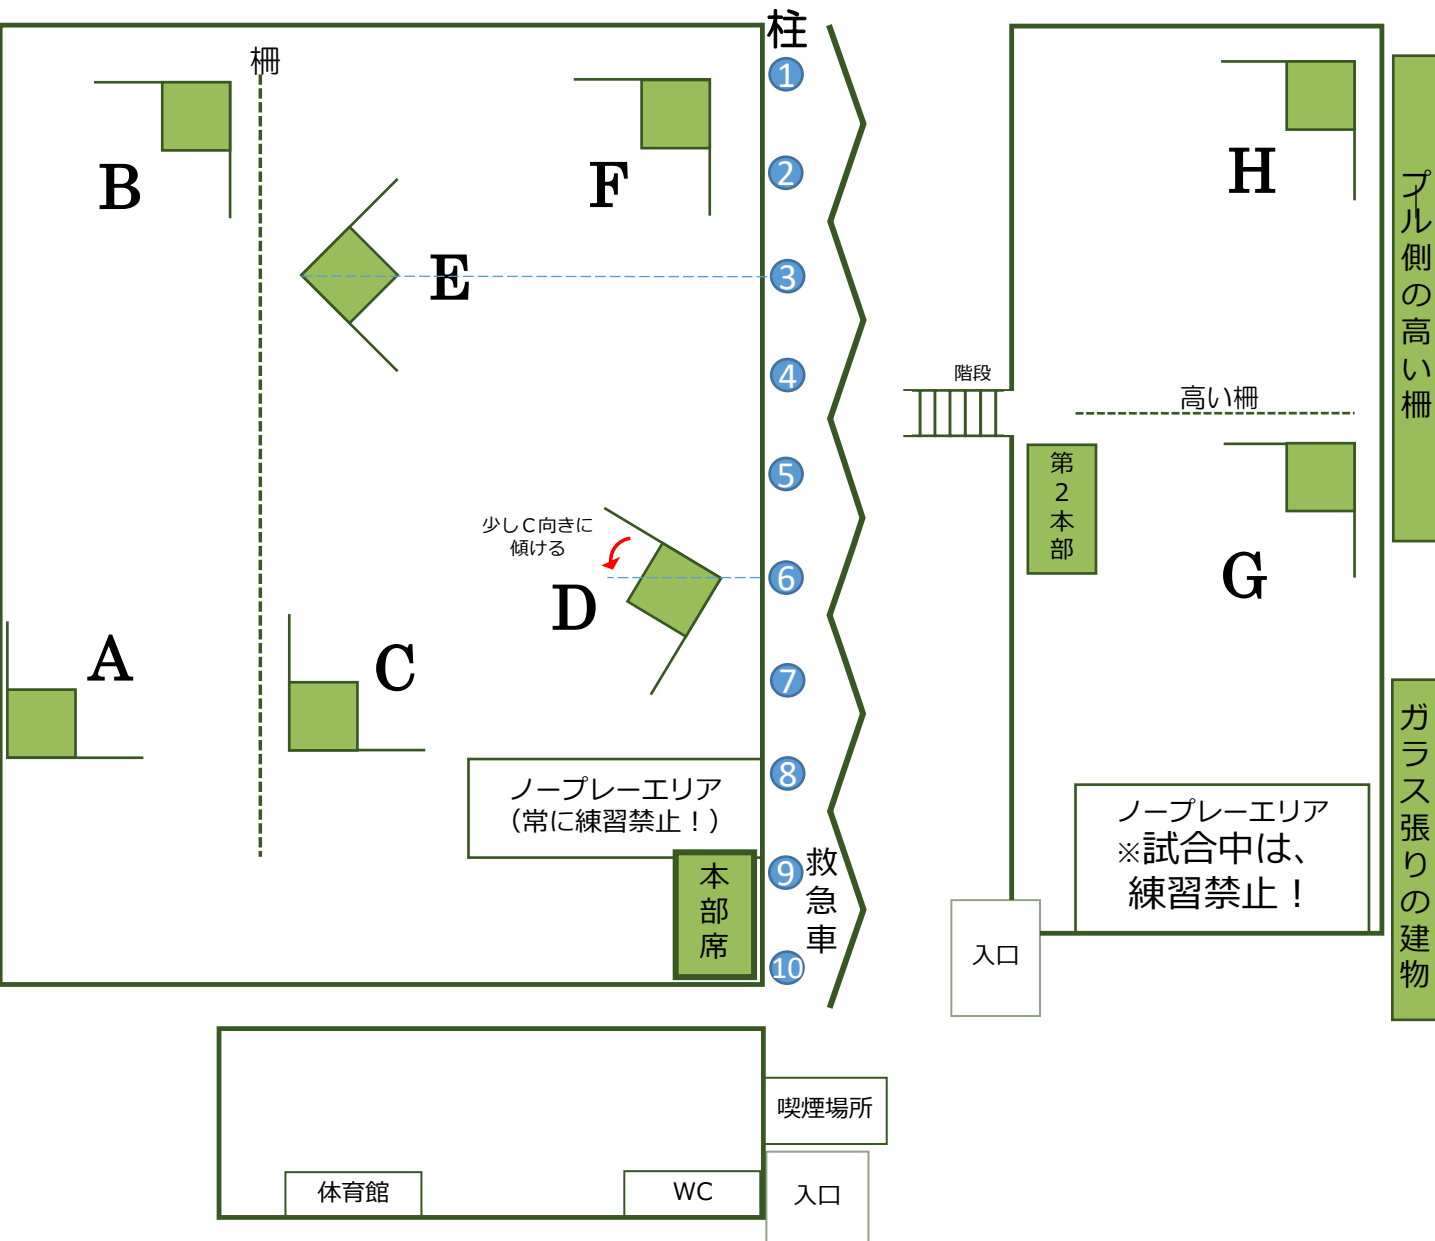 柱
柵
B
F
E
H
A
C
D
G
1
2
3
4
5
6
7
8
9
10
少しC向きに
傾ける
ノープレーエリア
（常に練習禁止！）
本部席
救急車
階段
高い柵
第2本部
プール側の高い柵
ガラス張りの建物
ノープレーエリア
※試合中は、
練習禁止！
入口
喫煙場所
体育館
WC
入口